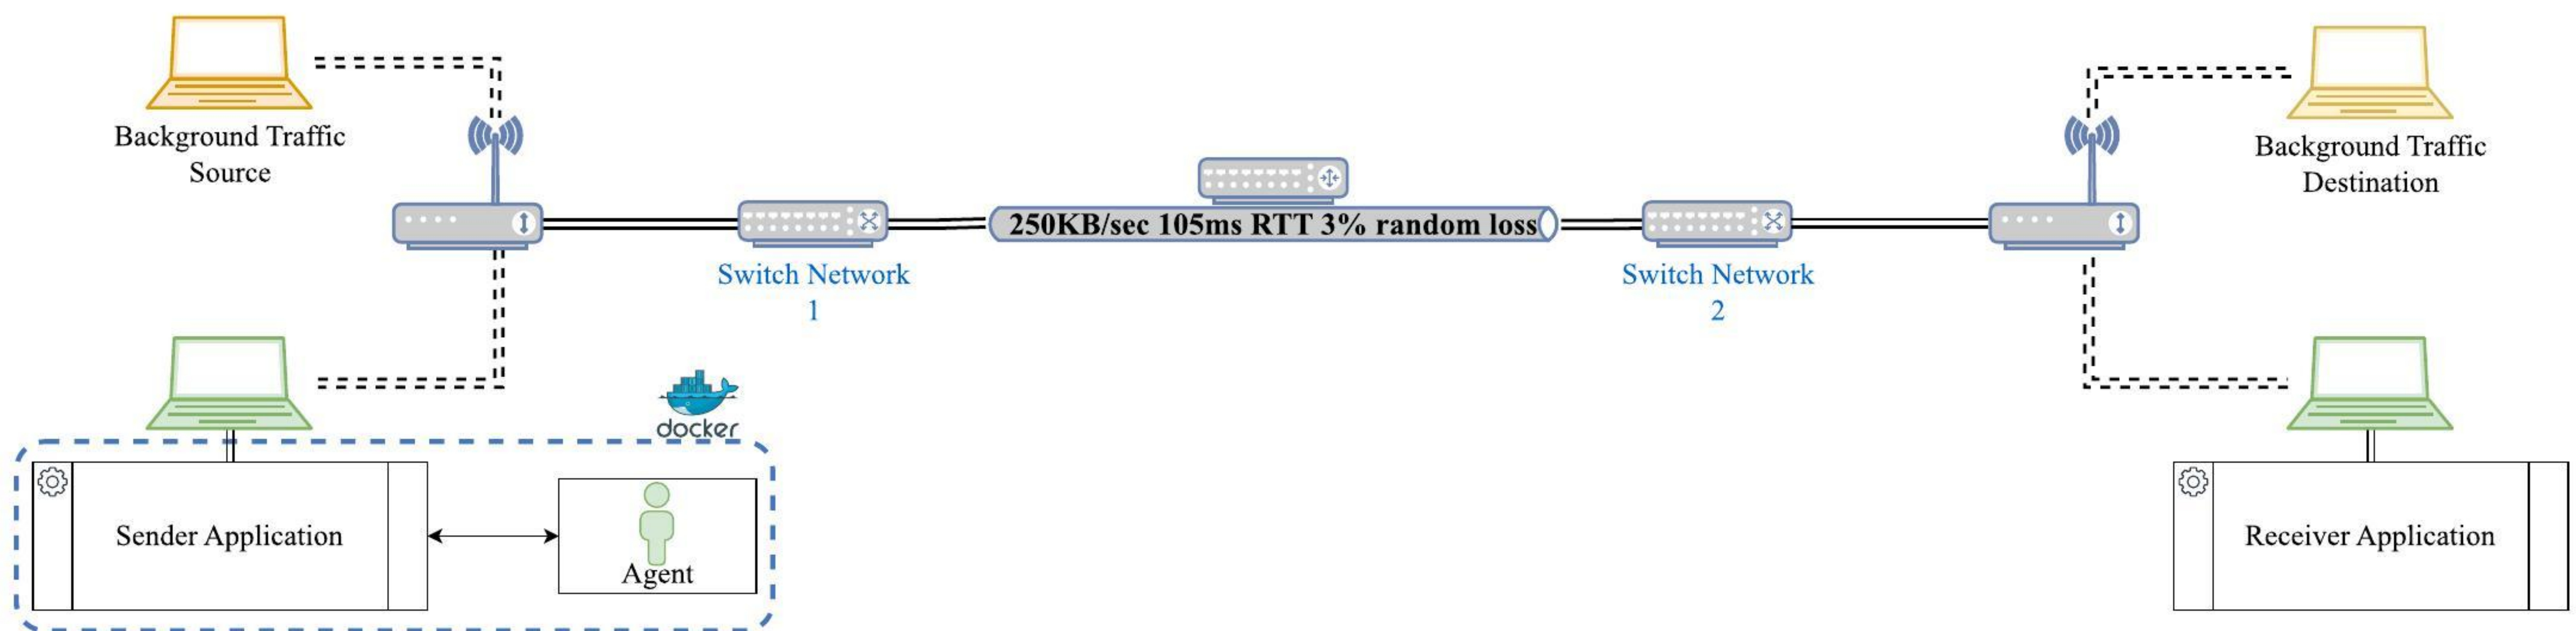 Background Traffic
Source
Background Traffic
Destination
250KB/sec 105ms RTT 3% random loss
Switch Network
1
Switch Network
2
docker
Sender Application
Agent
Receiver Application